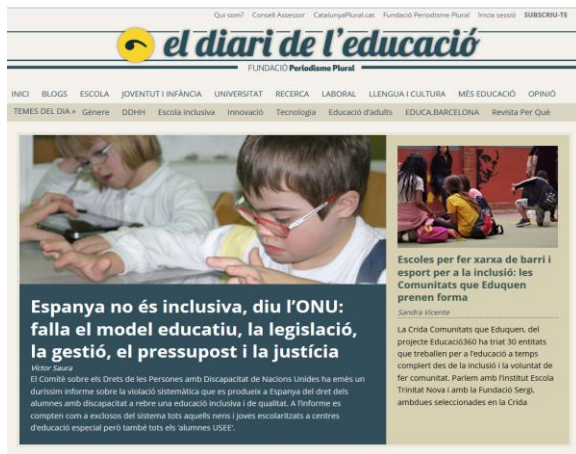 Qui som? Consell Assessor CatalunyaPlural.cat Fundació Periodisme Plural Inicia sessió SUBSCRIU-TE
el diari de l'educació
FUNDACIÓ Periodisme Plural
INICI BLOGS ESCOLA JOVENTUT I INFÀNCIA UNIVERSITAT RECERCA LABORAL LLENGUA I CULTURA MÉS EDUCACIÓ OPINIÓ
TEMES DEL DIA » Gènere DDHH Escola inclusiva Innovació Tecnologia Educació d'adults EDUCA.BARCELONA Revista Per Què
Espanya no és inclusiva, diu l'ONU:
falla el model educatiu, la legislació,
la gestió, el pressupost i la justícia
Víctor Saura
El Comitè sobre els Drets de les Persones amb Discapacitat de Nacions Unides ha emès un
duríssim informe sobre la violació sistemàtica que es produeix a Espanya del dret dels
alumnes amb discapacitat a rebre una educació inclusiva i de qualitat. A l'informe es
compten com a exclosos del sistema tots aquells nens i joves escolaritzats a centres
d'educació especial però també tots els 'alumnes USEE'.
Escoles per fer xarxa de barri i
esport per a la inclusió: les
Comunitats que Eduquen
prenen forma
Sandra Vicente
La Crida Comunitats que Eduquen, del
projecte Educació360 ha triat 30 entitats
que treballen per a l'educació a temps
complert des de la inclusió i la voluntat de
fer comunitat. Parlem amb l'Institut Escola
Trinitat Nova i amb la Fundació Sergi,
ambdues seleccionades en la Crida